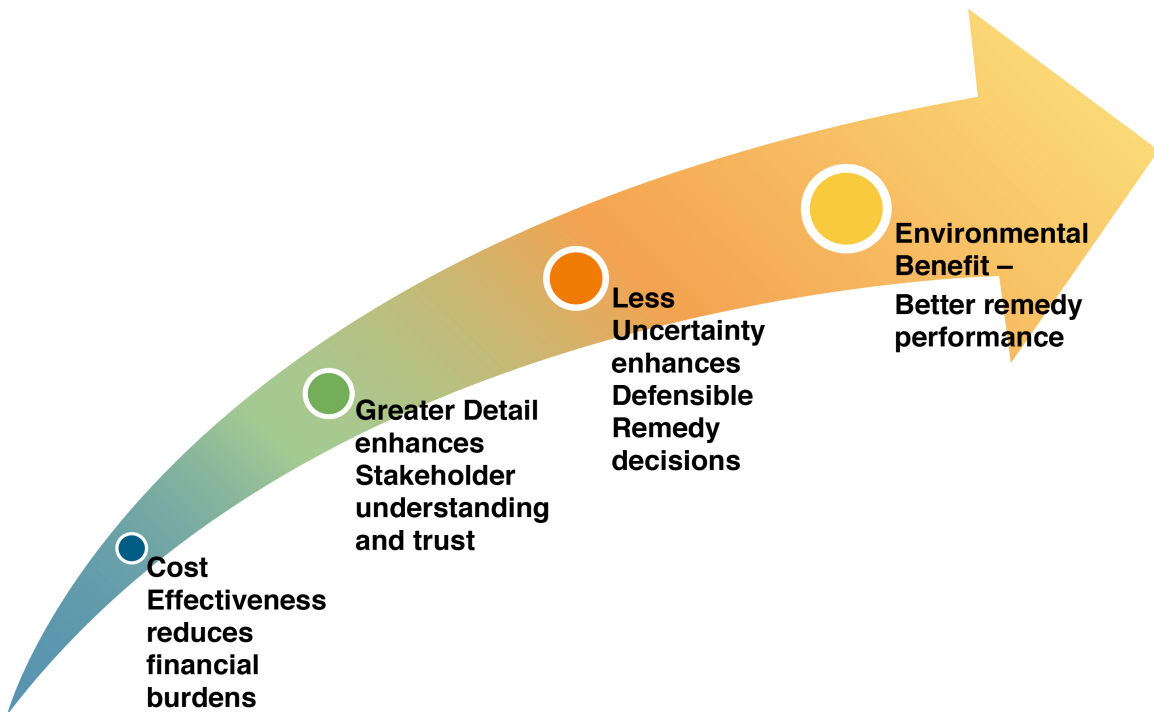 Cost
Effectiveness
reduces
financial
burdens
Greater Detail
enhances
Stakeholder
understanding
and trust
Less
Uncertainty
enhances
Defensible
Remedy
decisions
Environmental
Benefit –
Better remedy
performance